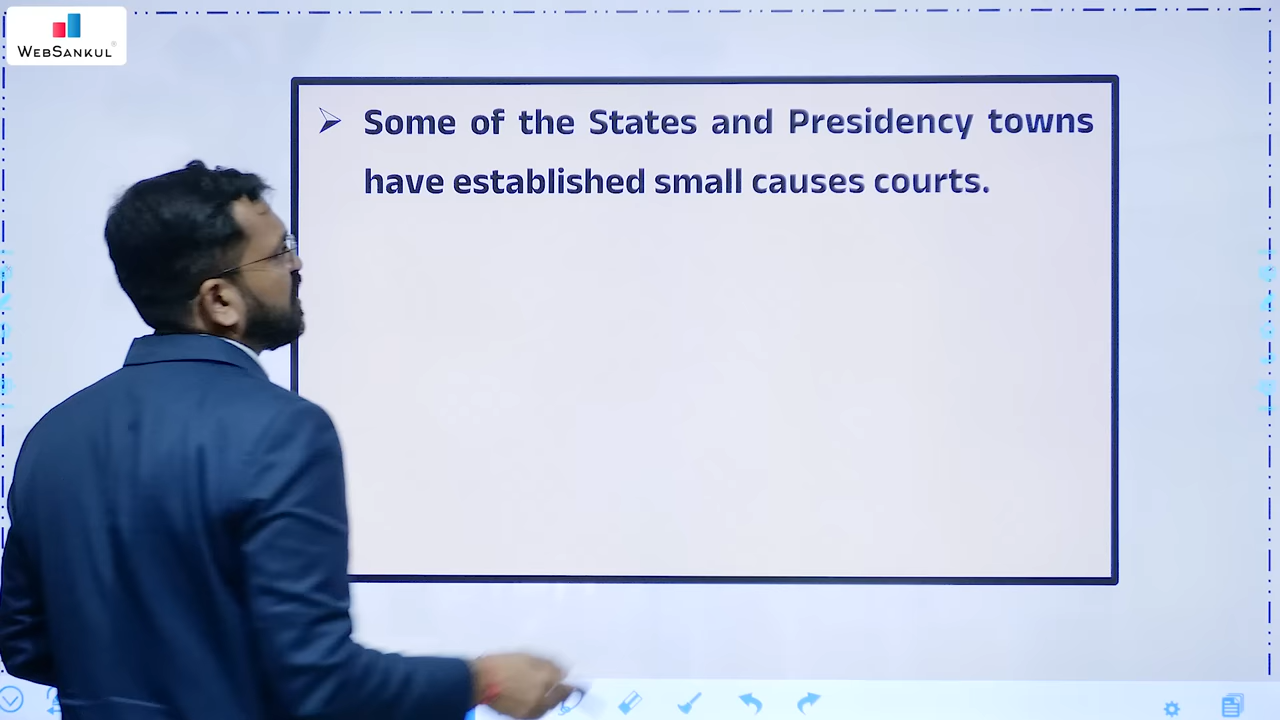 WEBSANKUL
Some of the States and Presidency towns
have established small causes courts.